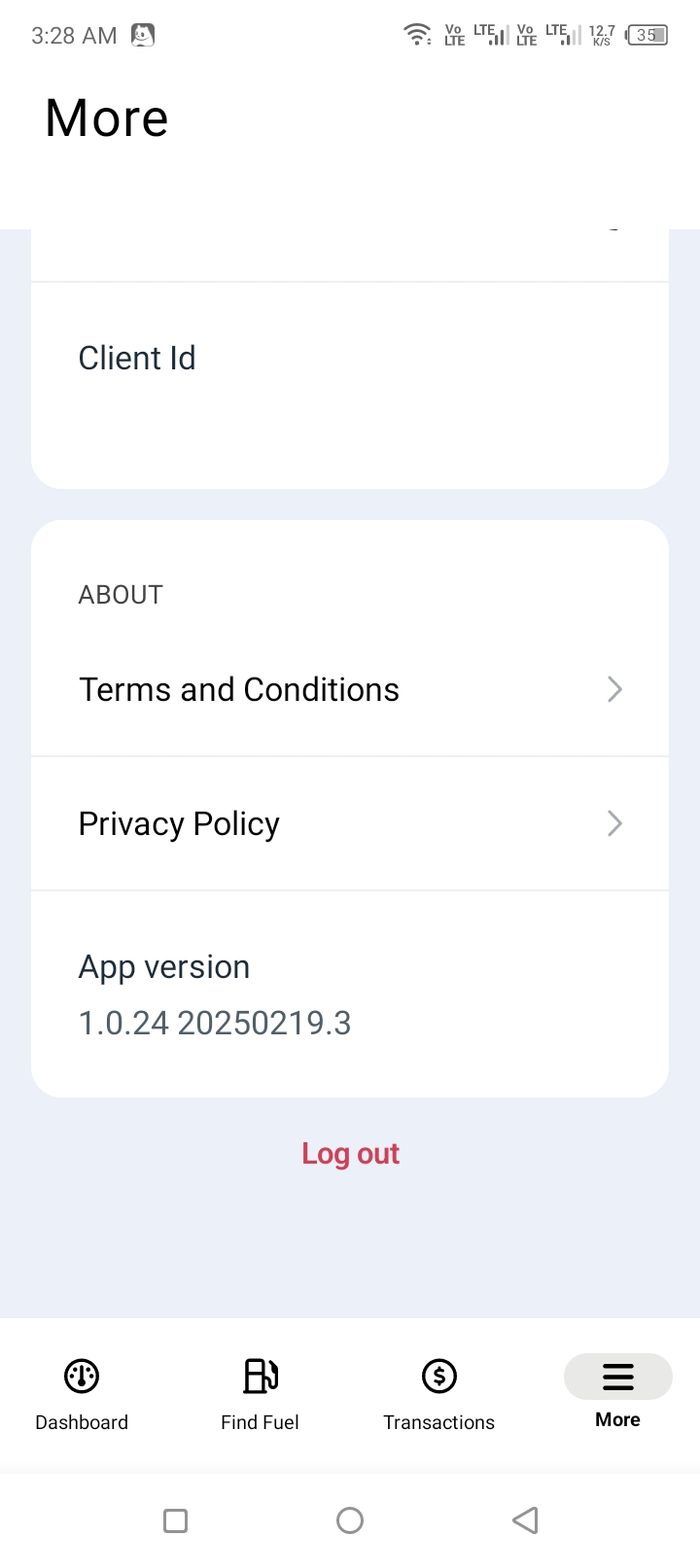 3:28 AM
Vo LTE LTE Vo LTE LTE 12.7 K/S 35
More
Client Id
ABOUT
Terms and Conditions
Privacy Policy
App version
1.0.24 20250219.3
Log out
Dashboard
Find Fuel
Transactions
More